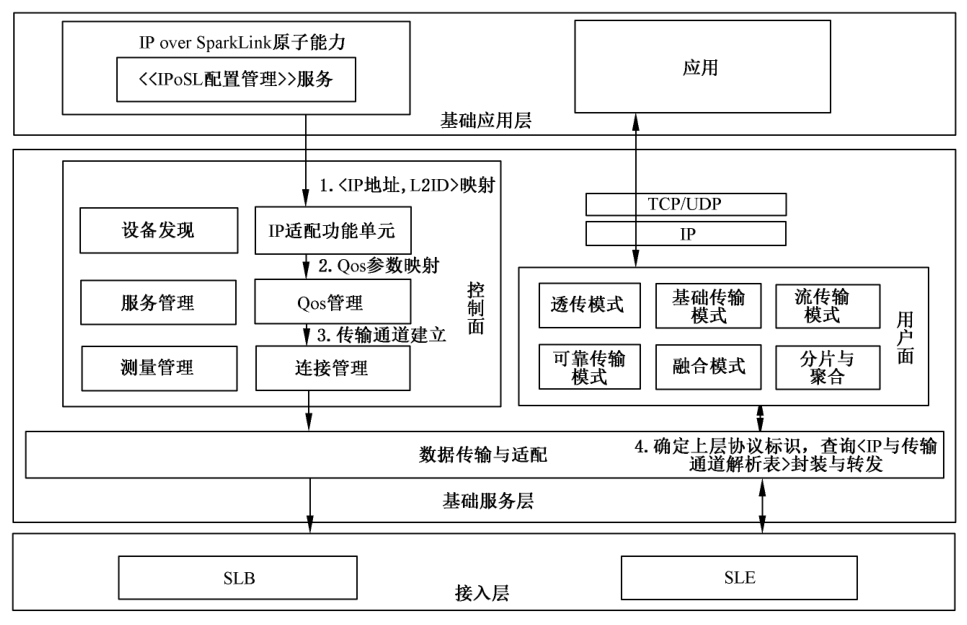 IP over SparkLink原子能力
<<IPoSL配置管理>>服务
应用
基础应用层
1. <IP地址, L2ID>映射
设备发现
IP适配功能单元
2. Qos参数映射
服务管理
Qos管理
3. 传输通道建立
测量管理
连接管理
控制面
TCP/UDP
IP
透传模式
基础传输
模式
流传输
模式
可靠传输
模式
融合模式
分片与
聚合
用户面
数据传输与适配
4. 确定上层协议标识，查询<IP与传输
通道解析表>封装与转发
基础服务层
SLB
SLE
接入层